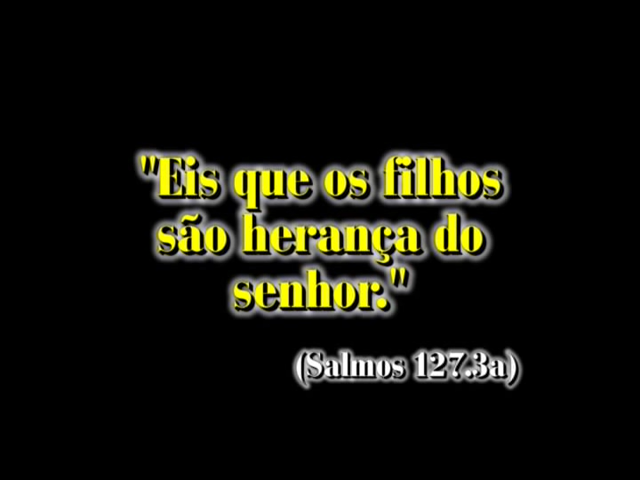 "Eis que os filhos
são herança do
senhor."
(Salmos 127.3a)